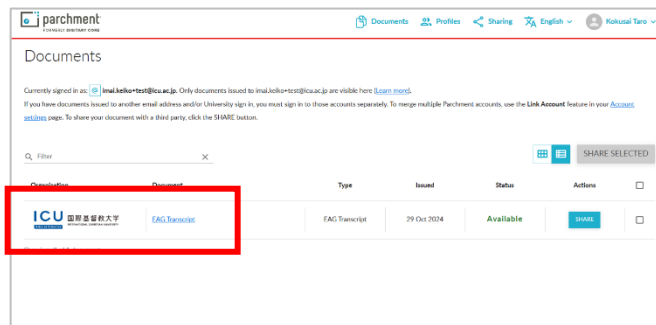 parchment
FORMERLY DIGITARY CORE
Documents Profiles Sharing English Kokusai Taro
Documents
Currently signed in as: @ imai.keiko+test@icu.ac.jp. Only documents issued to imai.keiko+test@icu.ac.jp are visible here (Learn more).
If you have documents issued to another email address and/or University sign in, you must sign in to those accounts separately. To merge multiple Parchment accounts, use the Link Account feature in your Account
settings page. To share your document with a third party, click the SHARE button.
Filter
SHARE SELECTED
Organisation Document Type Issued Status Actions
ICU 国際基督教大学 EAG Transcript EAG Transcript 29 Oct 2024 Available SHARE
INTERNATIONAL CHRISTIAN UNIVERSITY